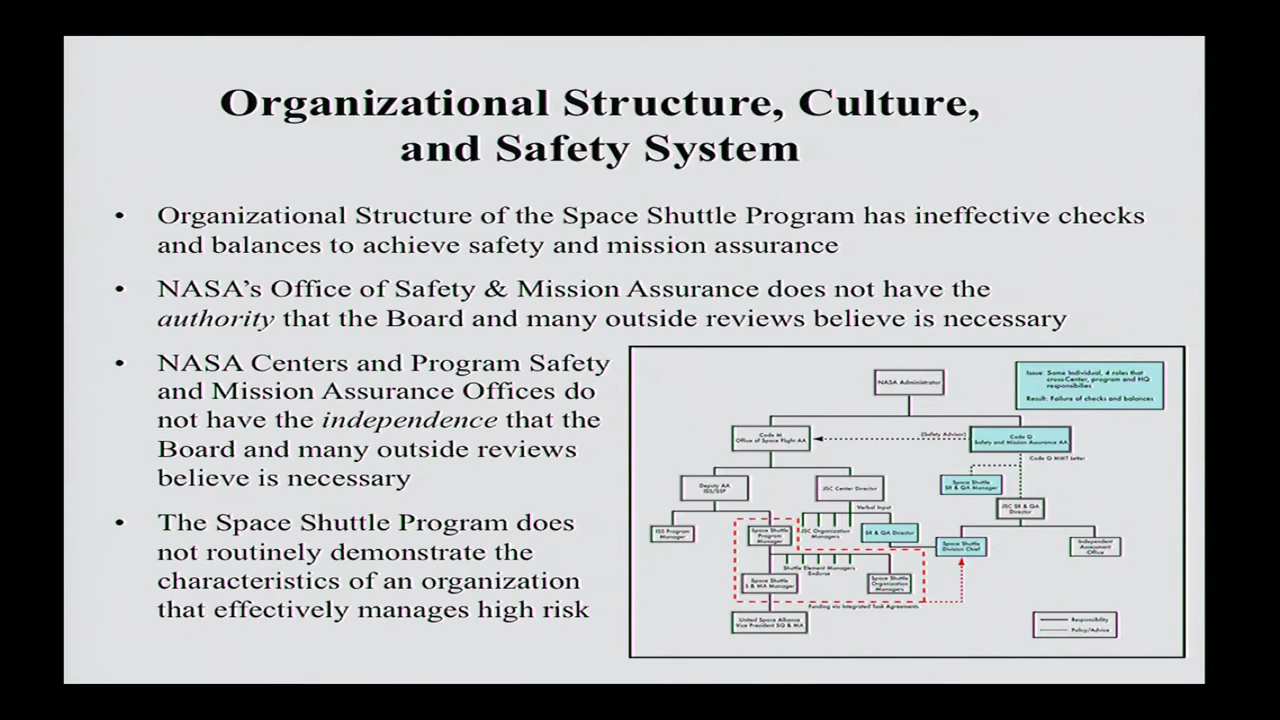 Organizational Structure, Culture,
and Safety System
• Organizational Structure of the Space Shuttle Program has ineffective checks
and balances to achieve safety and mission assurance
• NASA's Office of Safety & Mission Assurance does not have the
authority that the Board and many outside reviews believe is necessary
• NASA Centers and Program Safety
and Mission Assurance Offices do
not have the independence that the
Board and many outside reviews
believe is necessary
• The Space Shuttle Program does
not routinely demonstrate the
characteristics of an organization
that effectively manages high risk
NASA Administrator
Issue: Same Individual, 4 roles that
cross Center, program and HQ
responsibilies
Result: Failure of checks and balances
Code M
Office of Space Flight AA
(Safety Advisor)
Code Q
Safety and Mission Assurance AA
Code Q MMT Letter
Deputy AA
ISS/SSP
JSC Center Director
Space Shuttle
SR & QA Manager
Verbal Input
JSC SR & QA
Director
ISS Program
Manager
Space Shuttle
Program
Manager
JSC Organization
Managers
SR & QA Director
Space Shuttle
Division Chief
Independent
Assessment
Office
Shuttle Element Managers
Endorse
Space Shuttle
S & MA Manager
Space Shuttle
Organization
Managers
Funding via Integrated Task Agreements
United Space Alliance
Vice President SQ & MA
Responsibility
Policy/Advice